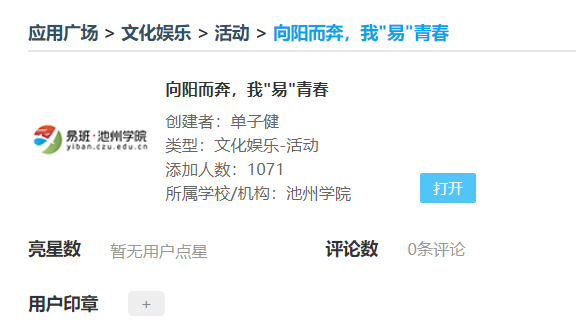 应用广场 > 文化娱乐 > 活动 > 向阳而奔，我"易"青春
向阳而奔，我"易"青春
易班·池州学院
yiban.czu.edu.cn
创建者：单子健
类型：文化娱乐-活动
添加人数：1071
所属学校/机构：池州学院
打开
亮星数 暂无用户点星 评论数 0条评论
用户印章 +